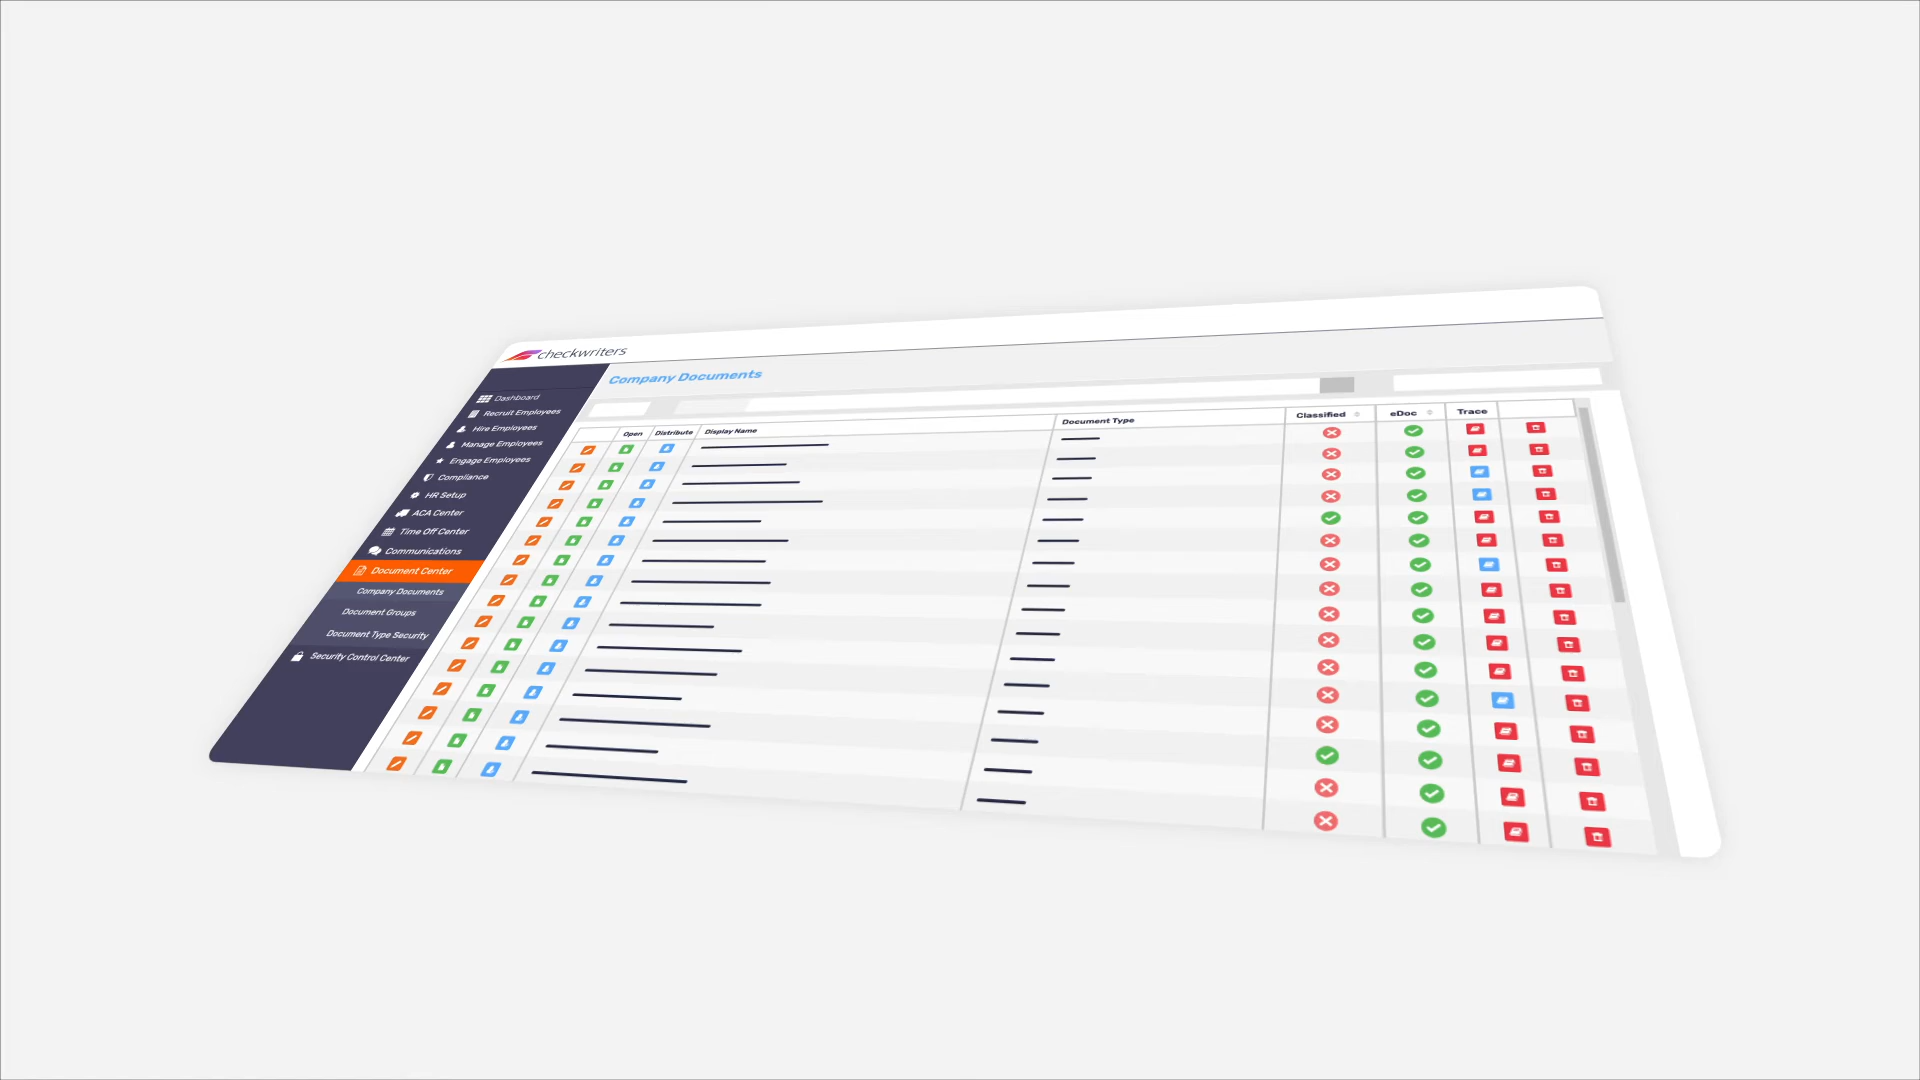 checkwriters
Company Documents
Dashboard
Recruit Employees
Hire Employees
Manage Employees
Engage Employees
Compliance
HR Setup
ACA Center
Time Off Center
Communications
Document Center
Company Documents
Document Groups
Document Type Security
Security Control Center
Open Distribute Display Name Document Type Classified eDoc Trace